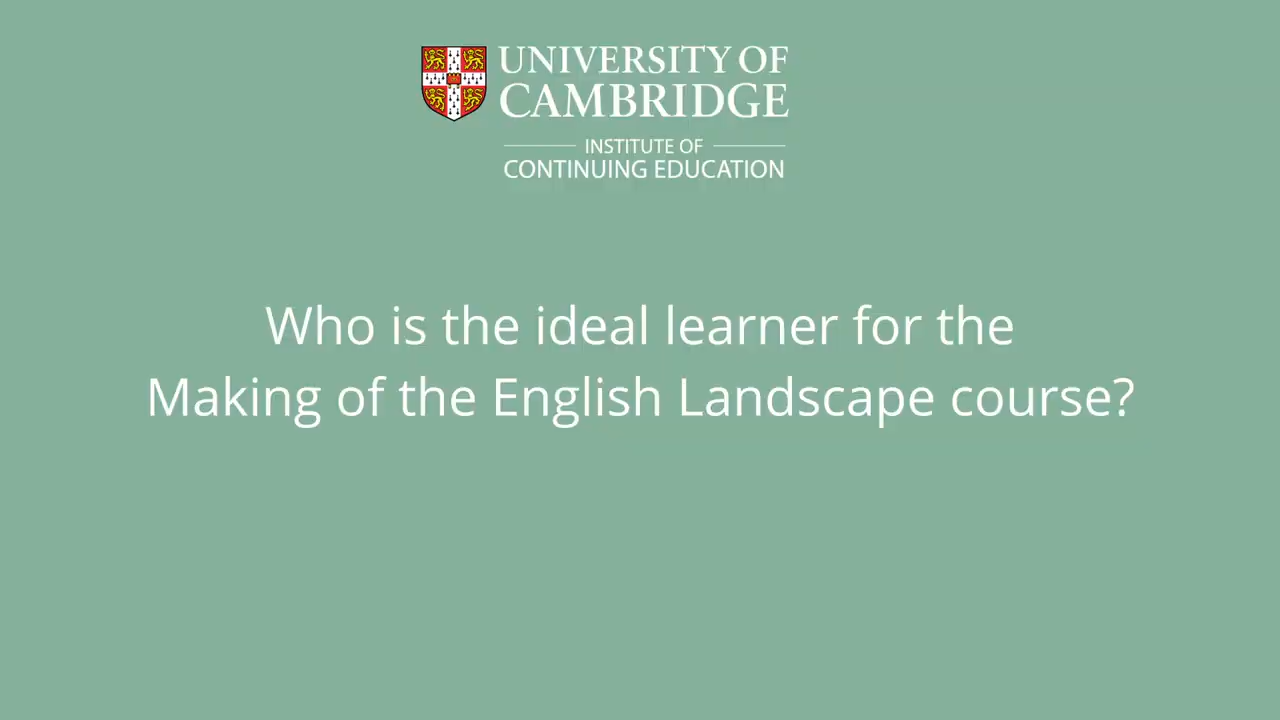 UNIVERSITY OF
CAMBRIDGE
INSTITUTE OF
CONTINUING EDUCATION
Who is the ideal learner for the
Making of the English Landscape course?